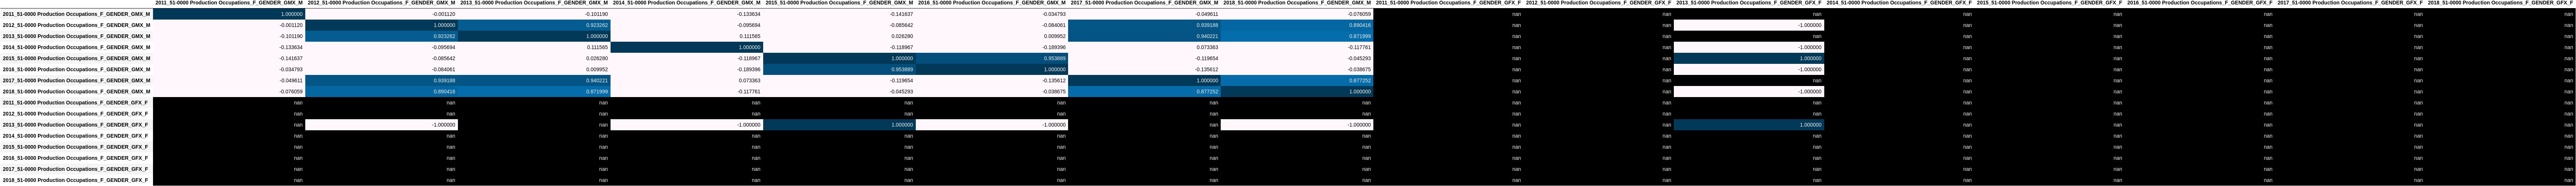 2011_51-0000 Production Occupations_F_GENDER_GMX_M 2012_51-0000 Production Occupations_F_GENDER_GMX_M 2013_51-0000 Production Occupations_F_GENDER_GMX_M 2014_51-0000 Production Occupations_F_GENDER_GMX_M 2015_51-0000 Production Occupations_F_GENDER_GMX_M 2016_51-0000 Production Occupations_F_GENDER_GMX_M 2017_51-0000 Production Occupations_F_GENDER_GMX_M 2018_51-0000 Production Occupations_F_GENDER_GMX_M 2011_51-0000 Production Occupations_F_GENDER_GFX_F 2012_51-0000 Production Occupations_F_GENDER_GFX_F 2013_51-0000 Production Occupations_F_GENDER_GFX_F 2014_51-0000 Production Occupations_F_GENDER_GFX_F 2015_51-0000 Production Occupations_F_GENDER_GFX_F 2016_51-0000 Production Occupations_F_GENDER_GFX_F 2017_51-0000 Production Occupations_F_GENDER_GFX_F 2018_51-0000 Production Occupations_F_GENDER_GFX_F
2011_51-0000 Production Occupations_F_GENDER_GMX_M 1.000000 -0.001120 -0.101190 -0.133634 -0.141637 -0.034793 -0.049611 -0.076059 nan nan nan nan nan nan nan nan
2012_51-0000 Production Occupations_F_GENDER_GMX_M -0.001120 1.000000 0.923262 -0.095694 -0.085642 -0.084061 0.939188 0.890416 nan nan -1.000000 nan nan nan nan nan
2013_51-0000 Production Occupations_F_GENDER_GMX_M -0.101190 0.923262 1.000000 0.111565 0.026280 0.009952 0.940221 0.871999 nan nan nan nan nan nan nan nan
2014_51-0000 Production Occupations_F_GENDER_GMX_M -0.133634 -0.095694 0.111565 1.000000 -0.118967 -0.189396 0.073363 -0.117761 nan nan -1.000000 nan nan nan nan nan
2015_51-0000 Production Occupations_F_GENDER_GMX_M -0.141637 -0.085642 0.026280 -0.118967 1.000000 0.953889 -0.119654 -0.045293 nan nan 1.000000 nan nan nan nan nan
2016_51-0000 Production Occupations_F_GENDER_GMX_M -0.034793 -0.084061 0.009952 -0.189396 0.953889 1.000000 -0.135612 -0.038675 nan nan -1.000000 nan nan nan nan nan
2017_51-0000 Production Occupations_F_GENDER_GMX_M -0.049611 0.939188 0.940221 0.073363 -0.119654 -0.135612 1.000000 0.877252 nan nan nan nan nan nan nan nan
2018_51-0000 Production Occupations_F_GENDER_GMX_M -0.076059 0.890416 0.871999 -0.117761 -0.045293 -0.038675 0.877252 1.000000 nan nan -1.000000 nan nan nan nan nan
2011_51-0000 Production Occupations_F_GENDER_GFX_F nan nan nan nan nan nan nan nan nan nan nan nan nan nan nan nan
2012_51-0000 Production Occupations_F_GENDER_GFX_F nan nan nan nan nan nan nan nan nan nan nan nan nan nan nan nan
2013_51-0000 Production Occupations_F_GENDER_GFX_F nan -1.000000 nan -1.000000 1.000000 -1.000000 nan -1.000000 nan nan 1.000000 nan nan nan nan nan
2014_51-0000 Production Occupations_F_GENDER_GFX_F nan nan nan nan nan nan nan nan nan nan nan nan nan nan nan nan
2015_51-0000 Production Occupations_F_GENDER_GFX_F nan nan nan nan nan nan nan nan nan nan nan nan nan nan nan nan
2016_51-0000 Production Occupations_F_GENDER_GFX_F nan nan nan nan nan nan nan nan nan nan nan nan nan nan nan nan
2017_51-0000 Production Occupations_F_GENDER_GFX_F nan nan nan nan nan nan nan nan nan nan nan nan nan nan nan nan
2018_51-0000 Production Occupations_F_GENDER_GFX_F nan nan nan nan nan nan nan nan nan nan nan nan nan nan nan nan